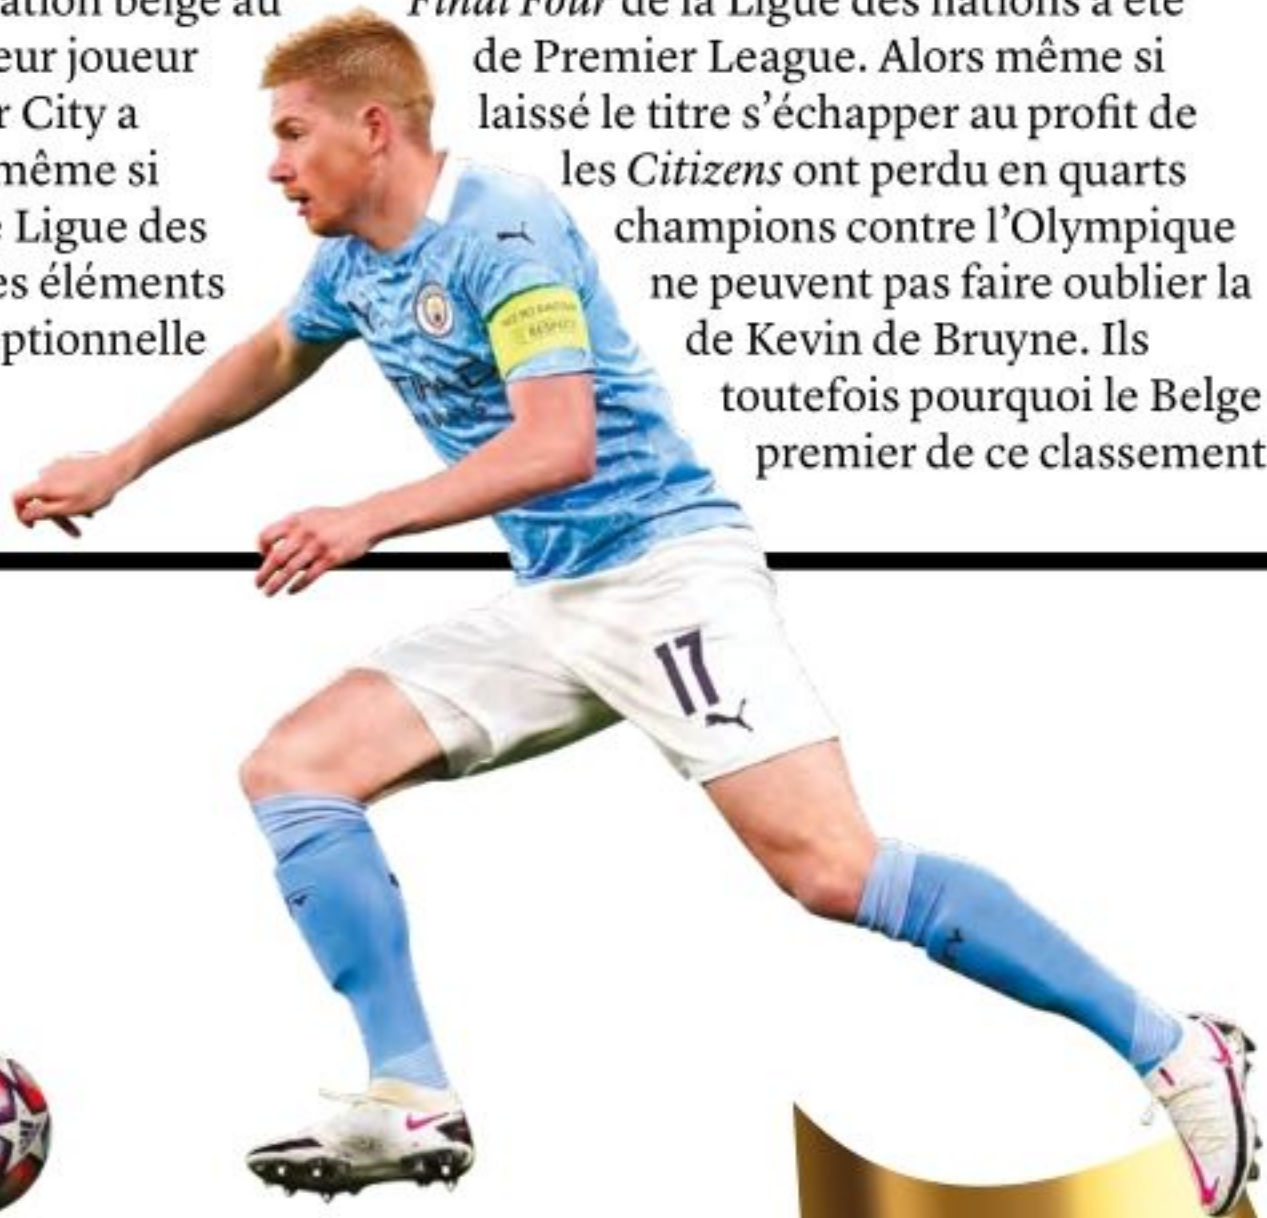 ation belge au Final Four de la Ligue des nations a été
eur joueur de Premier League. Alors même si
r City a laissé le titre s’échapper au profit de
même si les Citizens ont perdu en quarts
e Ligue des champions contre l’Olympique
es éléments ne peuvent pas faire oublier la
ptionnelle de Kevin de Bruyne. Ils
toutefois pourquoi le Belge
premier de ce classement
RESPECT
17